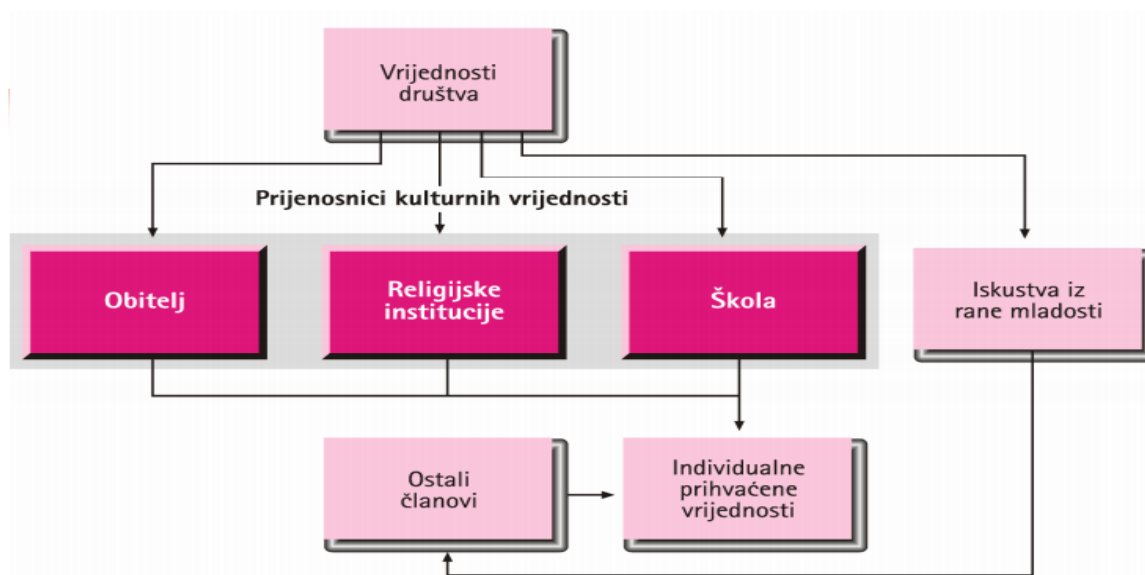 Vrijednosti
društva
Prijenosnici kulturnih vrijednosti
Obitelj
Religijske
institucije
Škola
Iskustva iz
rane mladosti
Ostali
članovi
Individualne
prihvaćene
vrijednosti